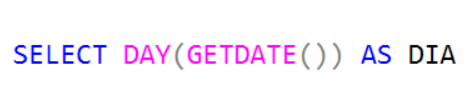 SELECT DAY(GETDATE()) AS DIA